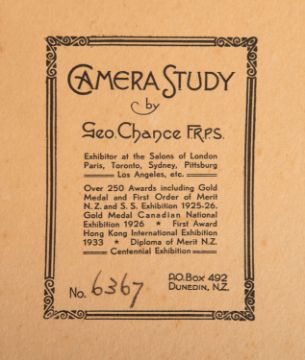 CAMERA STUDY
by
Geo. Chance F.R.P.S.
Exhibitor at the Salons of London
Paris, Toronto, Sydney, Pittsburg
Los Angeles, etc.
Over 250 Awards including Gold
Medal and First Order of Merit
N.Z. and S. S. Exhibition 1925-26.
Gold Medal Canadian National
Exhibition 1926 * First Award
Hong Kong International Exhibition
1933 * Diploma of Merit N.Z.
Centennial Exhibition
No. 6367
P.O. Box 492
DUNEDIN, N.Z.